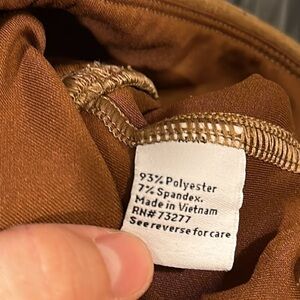 93% Polyester
7% Spandex.
Made in Vietnam
RN#73277
See reverse for care